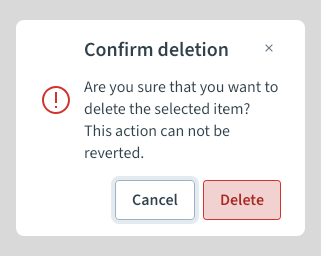 Confirm deletion ×
Are you sure that you want to
delete the selected item?
This action can not be
reverted.
Cancel Delete